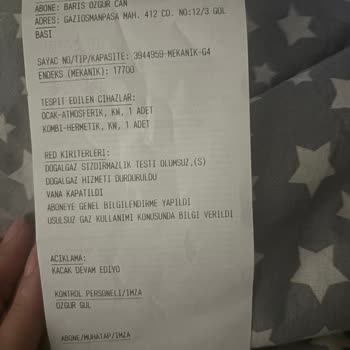 ABONE: BARIS OZGUR CAN
ADRES: GAZIOSMANPASA MAH. 412 CD. NO:12/3 GOL
BASI
SAYAC NO/TIP/KAPASITE: 3944959-MEKANIK-G4
ENDEKS (MEKANIK): 17700
TESPIT EDILEN CIHAZLAR:
OCAK-ATMOSFERIK, KW, 1 ADET
KOMBI-HERMETIK, KW, 1 ADET
RED KIRITERLERI:
DOGALGAZ SIZDIRMAZLIK TESTI OLUMSUZ,(S)
DOGALGAZ HIZMETI DURDURULDU
VANA KAPATILDI
ABONEYE GENEL BILGILENDIRME YAPILDI
USULSUZ GAZ KULLANIMI KONUSUNDA BILGI VERILDI
ACIKLAMA:
KACAK DEVAM EDIYO
KONTROL PERSONELI/IMZA
OZGUR GUL
ABONE/MUHATAP/IMZA